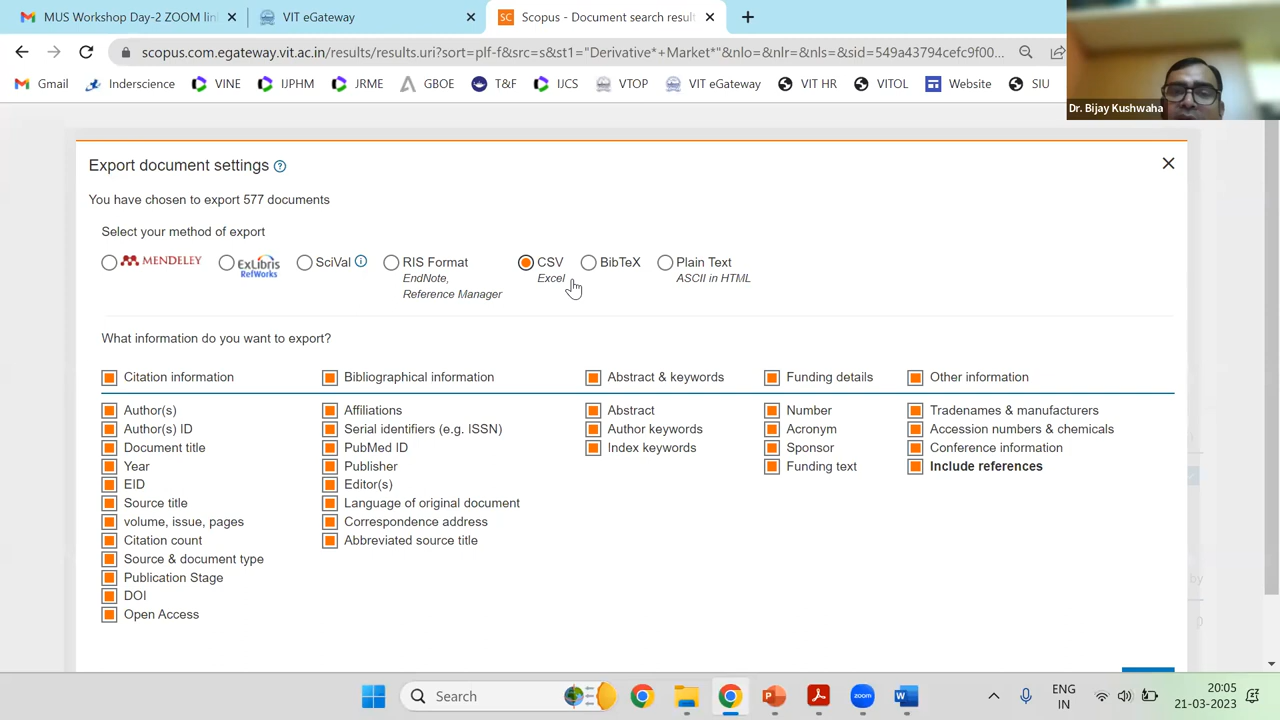 MUS Workshop Day-2 ZOOM lin
VIT eGateway
SC Scopus - Document search result
scopus.com.egateway.vit.ac.in/results/results.uri?sort=plf-f&src=s&st1="Derivative*+Market*"&nlo=&nlr=&nls=&sid=549a43794cefc9f00...
Gmail Inderscience VINE IJPHM JRME GBOE T&F IJCS VTOP VIT eGateway VIT HR VITOL Website SIU
Dr. Bijay Kushwaha
Export document settings ?
You have chosen to export 577 documents
Select your method of export
MENDELEY
ExLibris
RefWorks
SciVal i
RIS Format
EndNote,
Reference Manager
CSV
Excel
BibTeX
Plain Text
ASCII in HTML
What information do you want to export?
Citation information
Author(s)
Author(s) ID
Document title
Year
EID
Source title
volume, issue, pages
Citation count
Source & document type
Publication Stage
DOI
Open Access
Bibliographical information
Affiliations
Serial identifiers (e.g. ISSN)
PubMed ID
Publisher
Editor(s)
Language of original document
Correspondence address
Abbreviated source title
Abstract & keywords
Abstract
Author keywords
Index keywords
Funding details
Number
Acronym
Sponsor
Funding text
Other information
Tradenames & manufacturers
Accession numbers & chemicals
Conference information
Include references
by
Search
zoom
ENG
IN
20:05
21-03-2023